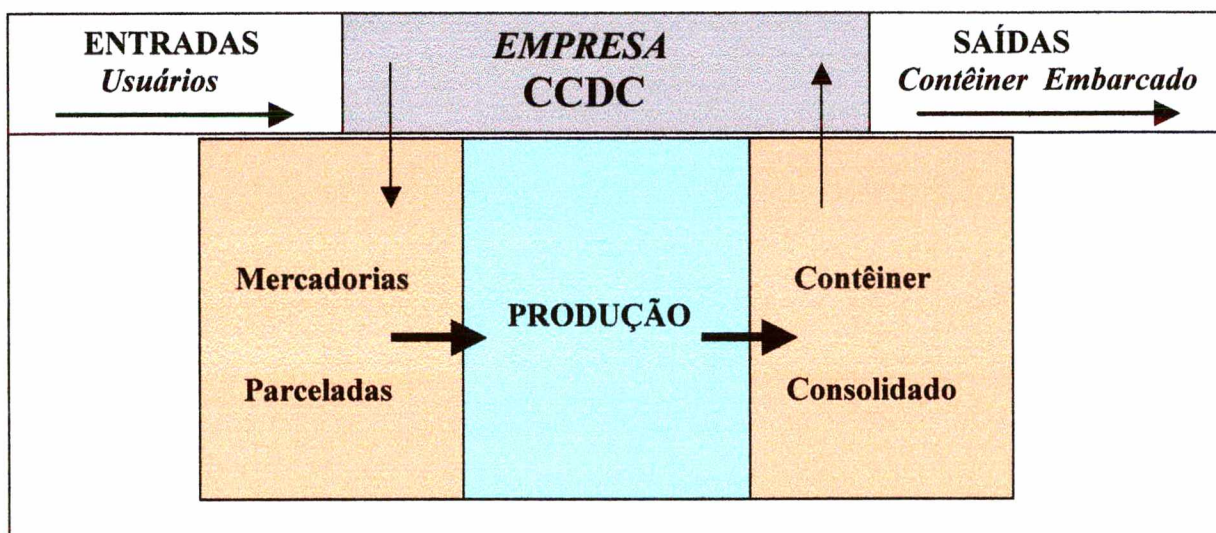 ENTRADAS
Usuários
EMPRESA
CCDC
SAÍDAS
Contêiner Embarcado
Mercadorias
Parceladas
PRODUÇÃO
Contêiner
Consolidado